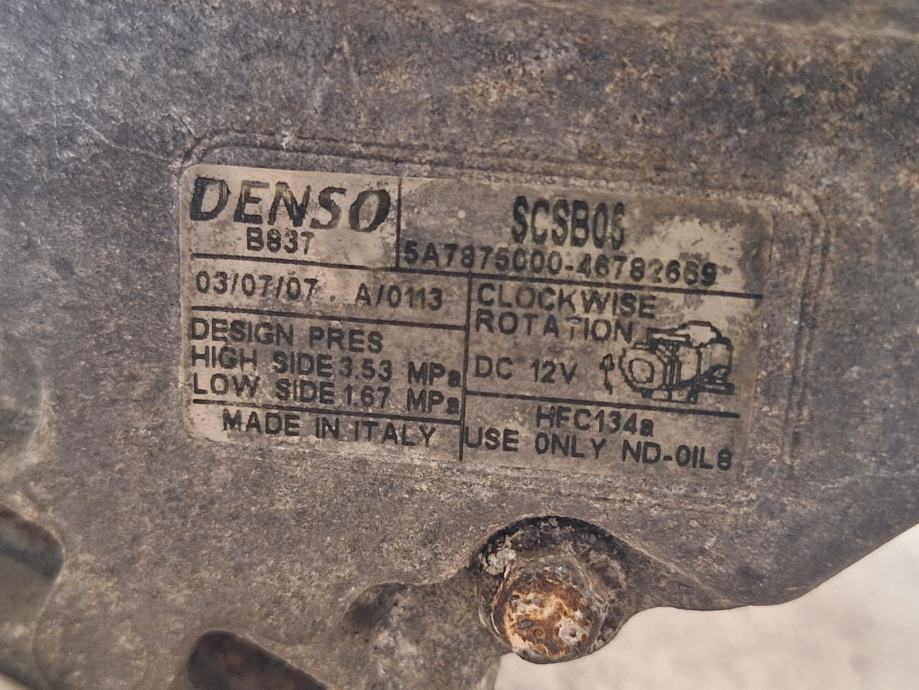 DENSO
B837
SCSB06
5A7875000-46782669
03/07/07 A/0113
CLOCKWISE
ROTATION
DESIGN PRES
HIGH SIDE 3.53 MPa
LOW SIDE 1.67 MPa
DC 12V
MADE IN ITALY
HFC134a
USE ONLY ND-OIL8